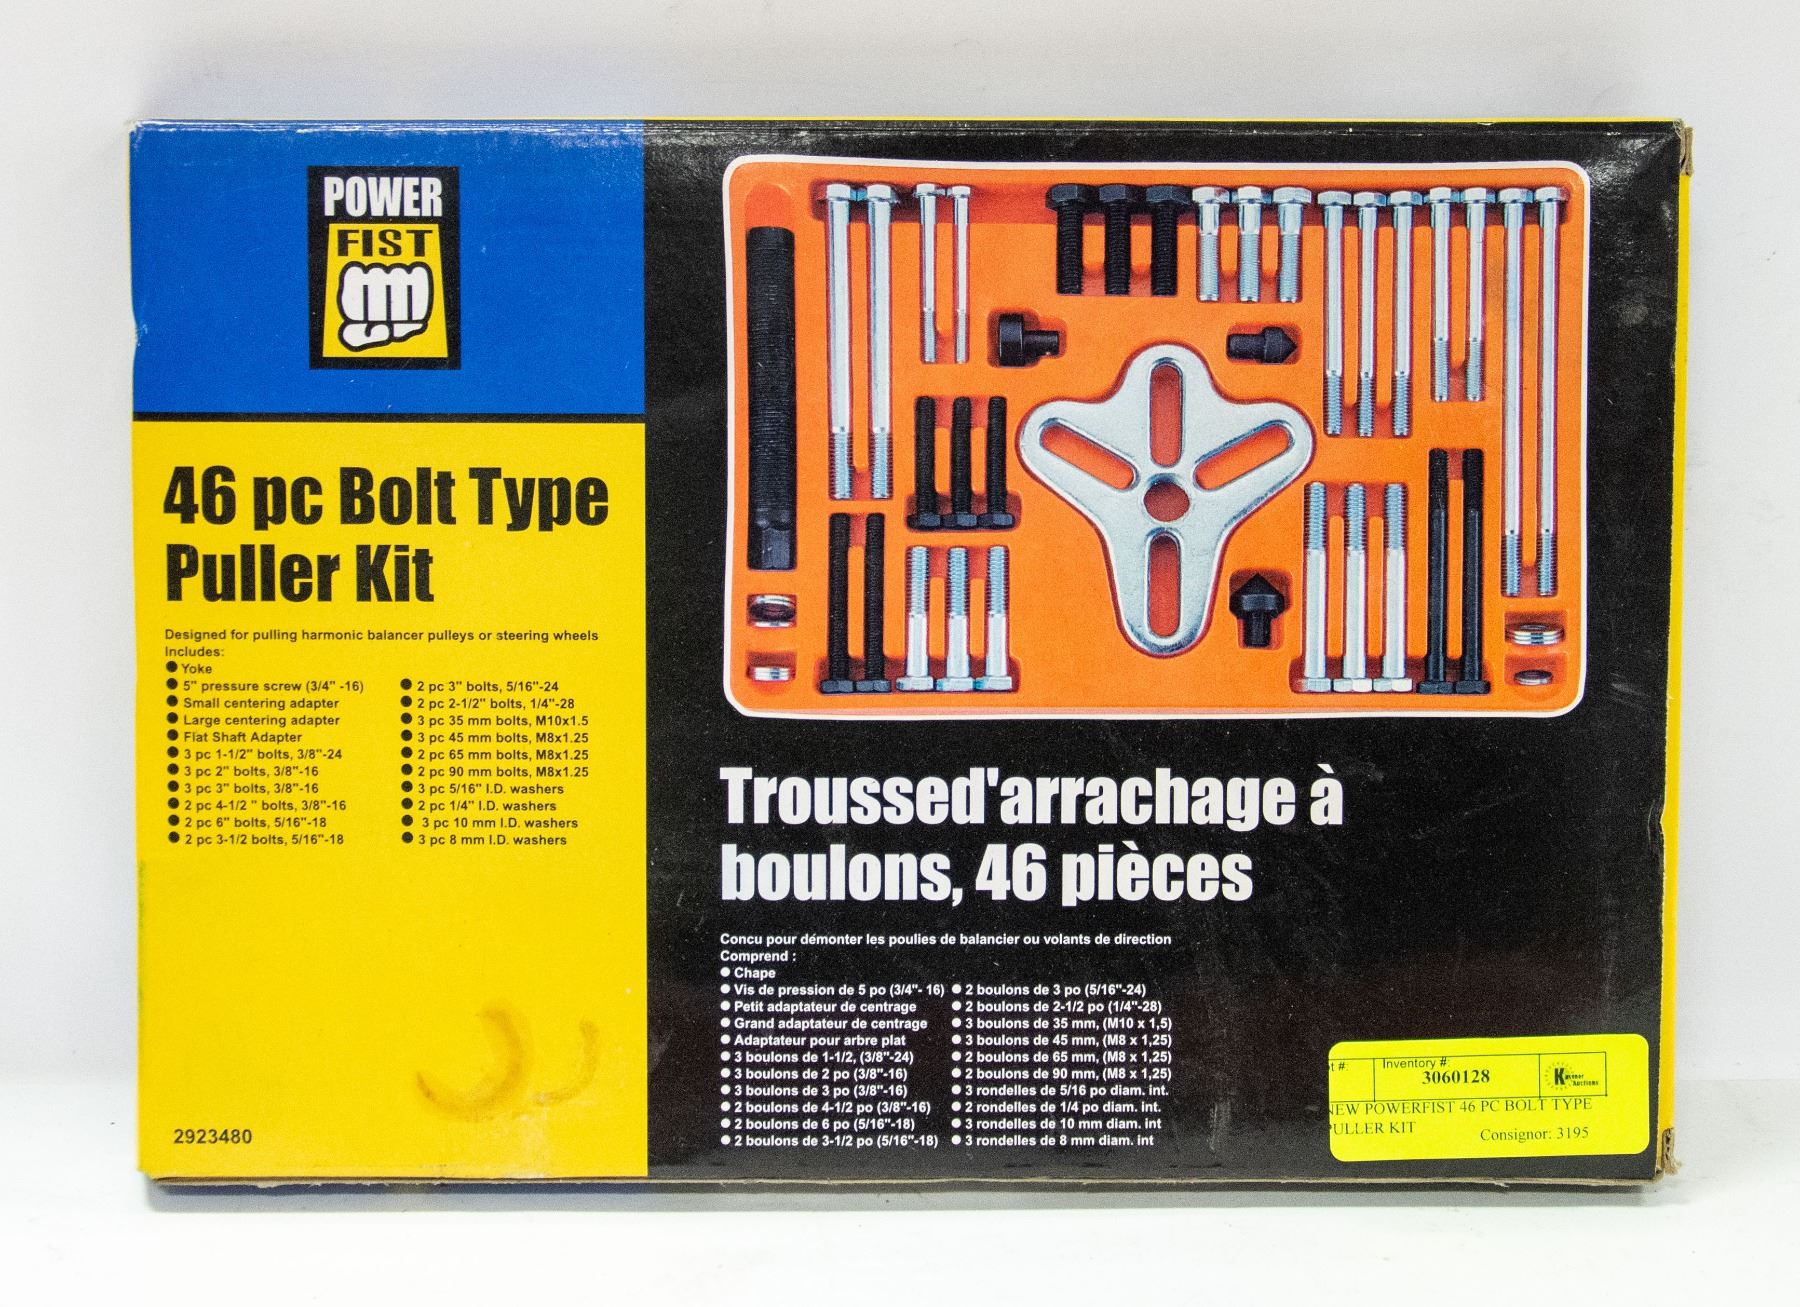 POWER
FIST
46 pc Bolt Type
Puller Kit
Designed for pulling harmonic balancer pulleys or steering wheels
Includes:
● Yoke
● 5" pressure screw (3/4" -16)
● Small centering adapter
● Large centering adapter
● Flat Shaft Adapter
● 3 pc 1-1/2" bolts, 3/8"-24
● 3 pc 2" bolts, 3/8"-16
● 3 pc 3" bolts, 3/8"-16
● 2 pc 4-1/2 " bolts, 3/8"-16
● 2 pc 6" bolts, 5/16"-18
● 2 pc 3-1/2 bolts, 5/16"-18
● 2 pc 3" bolts, 5/16"-24
● 2 pc 2-1/2" bolts, 1/4"-28
● 3 pc 35 mm bolts, M10x1.5
● 3 pc 45 mm bolts, M8x1.25
● 2 pc 65 mm bolts, M8x1.25
● 2 pc 90 mm bolts, M8x1.25
● 3 pc 5/16" I.D. washers
● 2 pc 1/4" I.D. washers
● 3 pc 10 mm I.D. washers
● 3 pc 8 mm I.D. washers
2923480
Troussed'arrachage à
boulons, 46 pièces
Concu pour démonter les poulies de balancier ou volants de direction
Comprend :
● Chape
● Vis de pression de 5 po (3/4"- 16)
● Petit adaptateur de centrage
● Grand adaptateur de centrage
● Adaptateur pour arbre plat
● 3 boulons de 1-1/2, (3/8"-24)
● 3 boulons de 2 po (3/8"-16)
● 3 boulons de 3 po (3/8"-16)
● 2 boulons de 4-1/2 po (3/8"-16)
● 2 boulons de 6 po (5/16"-18)
● 2 boulons de 3-1/2 po (5/16"-18)
● 2 boulons de 3 po (5/16"-24)
● 2 boulons de 2-1/2 po (1/4"-28)
● 3 boulons de 35 mm, (M10 x 1,5)
● 3 boulons de 45 mm, (M8 x 1,25)
● 2 boulons de 65 mm, (M8 x 1,25)
● 2 boulons de 90 mm, (M8 x 1,25)
● 3 rondelles de 5/16 po diam. int.
● 2 rondelles de 1/4 po diam. int.
● 3 rondelles de 10 mm diam. int
● 3 rondelles de 8 mm diam. int
t #:
Inventory #:
3060128
Kastner
Auctions
NEW POWERFIST 46 PC BOLT TYPE
PULLER KIT
Consignor: 3195